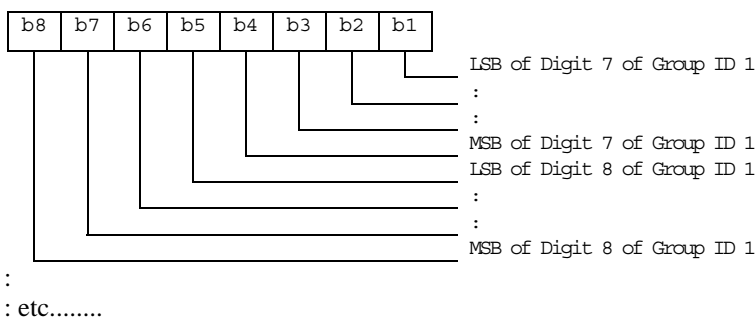 b8 b7 b6 b5 b4 b3 b2 b1
LSB of Digit 7 of Group ID 1
:
:
MSB of Digit 7 of Group ID 1
LSB of Digit 8 of Group ID 1
:
:
MSB of Digit 8 of Group ID 1
:
: etc........